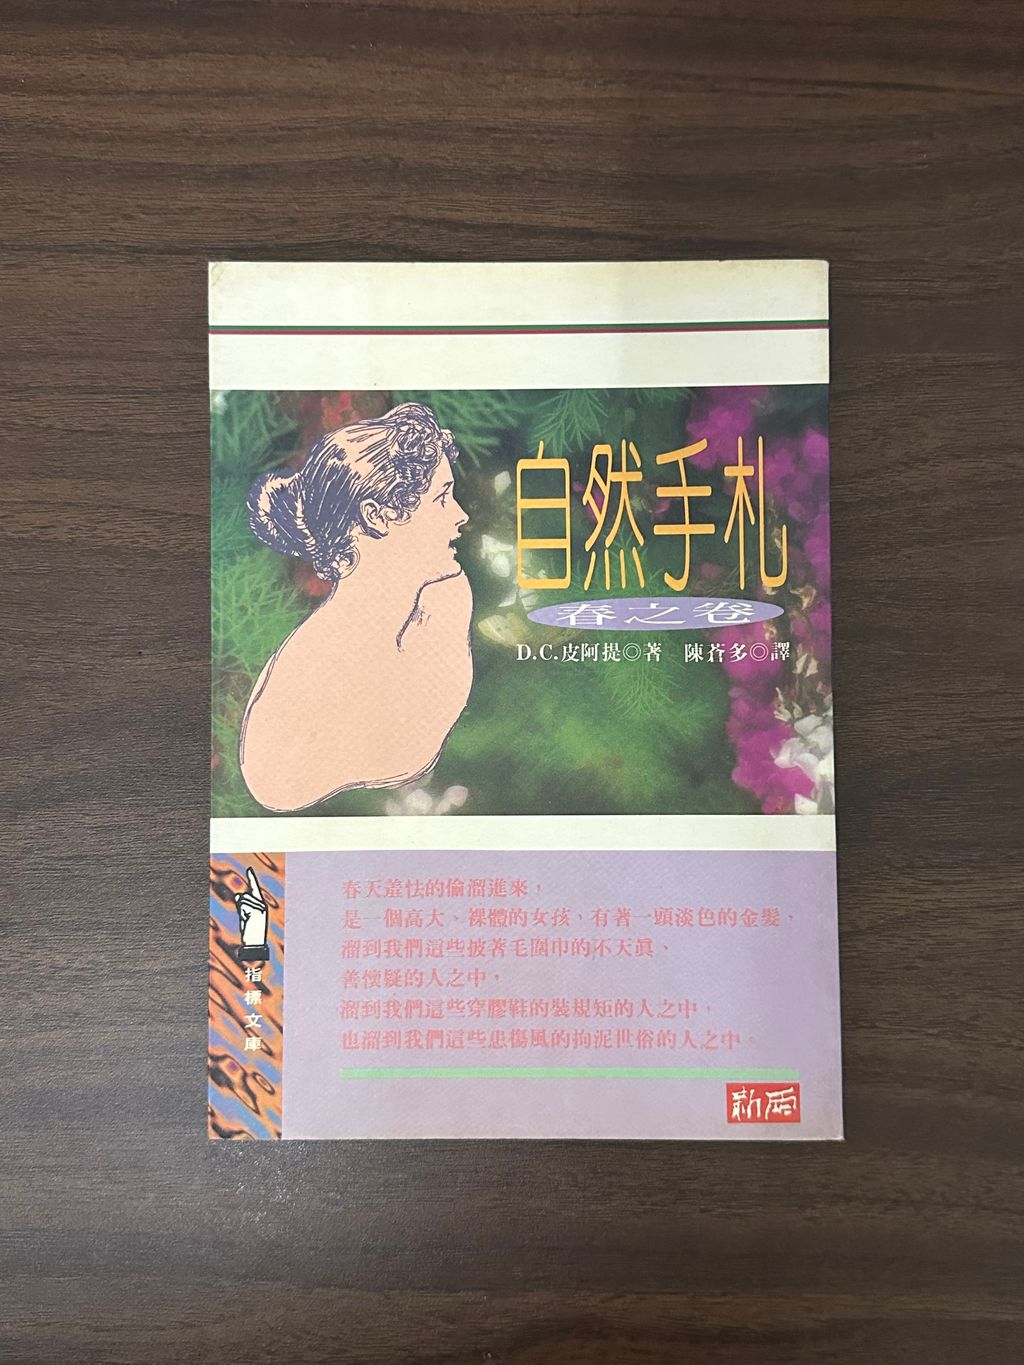 自然手札
春之卷
D.C.皮阿提◎著 陳蒼多◎譯
春天羞怯的偷溜進來，
是一個高大、裸體的女孩，有著一頭淡色的金髮，
溜到我們這些披著毛圍巾的不天眞、
善懷疑的人之中，
溜到我們這些穿膠鞋的裝規矩的人之中，
也溜到我們這些患傷風的拘泥世俗的人之中。
指標文庫
新雨